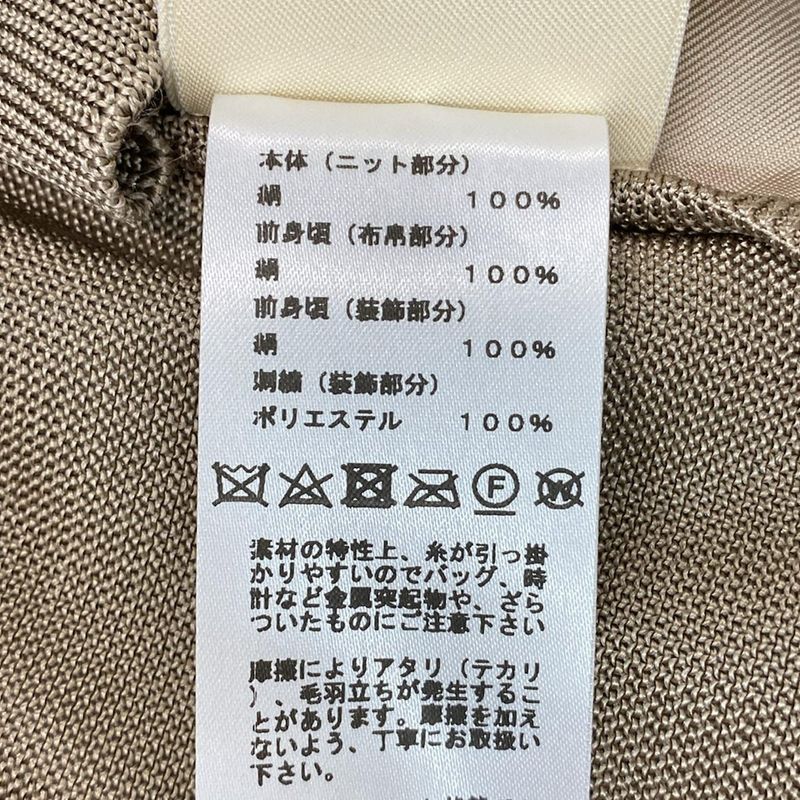 本体（ニット部分）
絹 100%
前身頃（布帛部分）
絹 100%
前身頃（装飾部分）
絹 100%
刺繍（装飾部分）
ポリエステル 100%
F W
素材の特性上、糸が引っ掛
かりやすいのでバッグ、時
計など金属突起物や、ざら
ついたものにご注意下さい
摩擦によりアタリ（テカリ
）、毛羽立ちが発生するこ
とがあります。摩擦を加え
ないよう、丁寧にお取扱い
下さい。